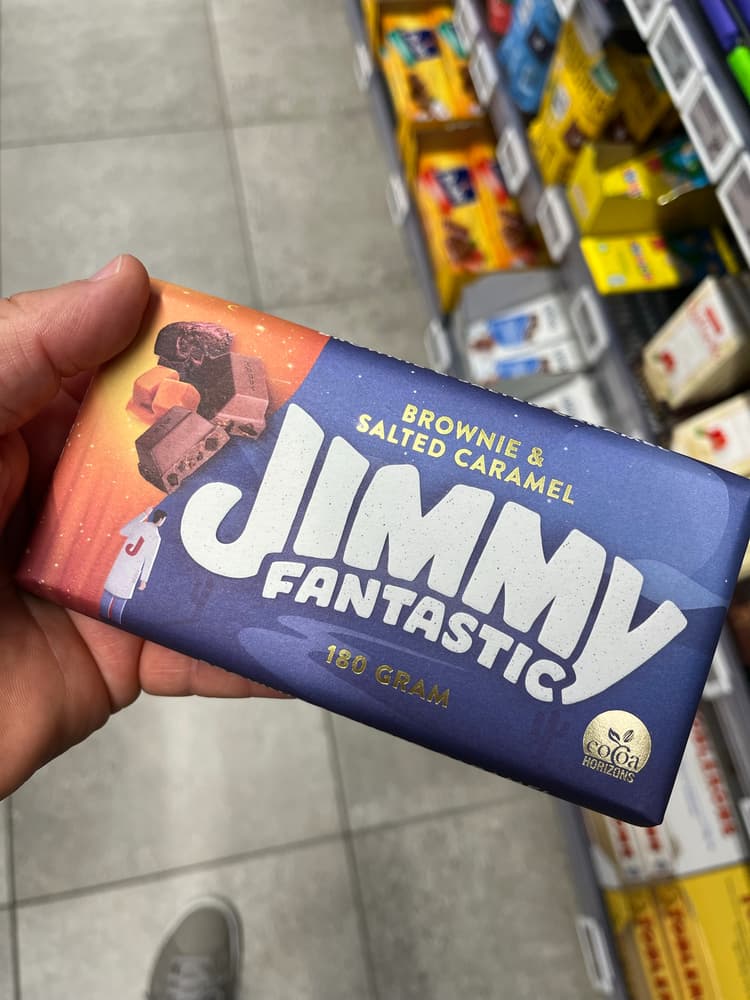 BROWNIE &
SALTED CARAMEL
JIMMY
FANTASTIC
180 GRAM
cocoa
HORIZONS
J